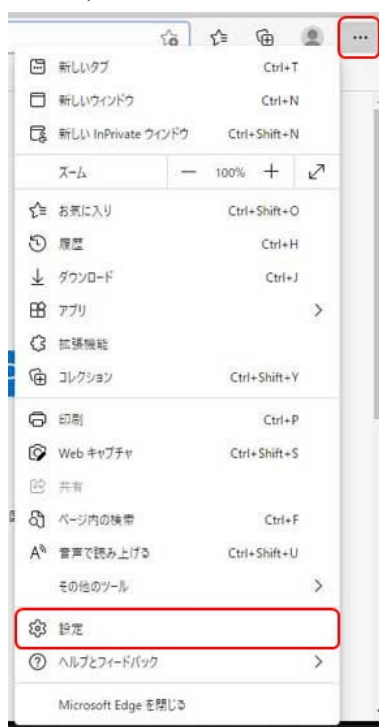 新しいタブ Ctrl+T
新しいウィンドウ Ctrl+N
新しい InPrivate ウィンドウ Ctrl+Shift+N
ズーム — 100% +
お気に入り Ctrl+Shift+O
履歴 Ctrl+H
ダウンロード Ctrl+J
アプリ
拡張機能
コレクション Ctrl+Shift+Y
印刷 Ctrl+P
Web キャプチャ Ctrl+Shift+S
共有
ページ内の検索 Ctrl+F
音声で読み上げる Ctrl+Shift+U
その他のツール
設定
ヘルプとフィードバック
Microsoft Edge を閉じる